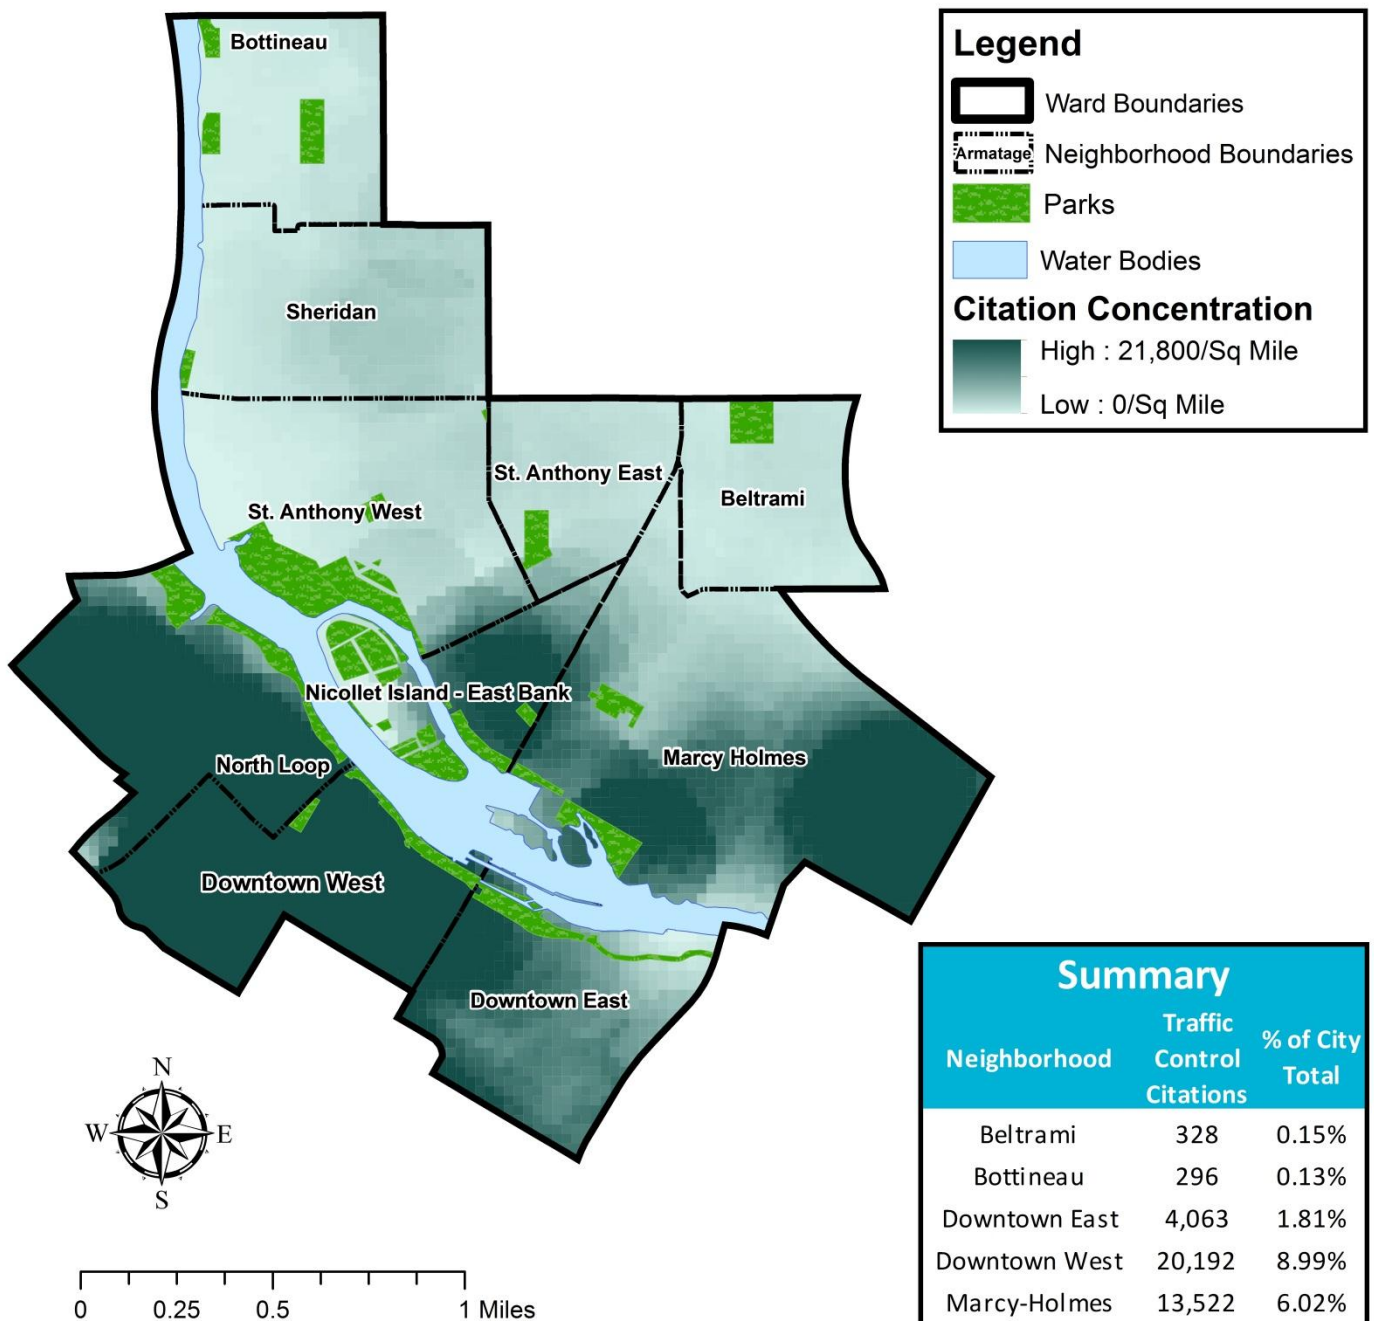 Bottineau
Sheridan
St. Anthony West
St. Anthony East
Beltrami
Nicollet Island - East Bank
North Loop
Marcy Holmes
Downtown West
Downtown East
Legend
Ward Boundaries
Armatage
Neighborhood Boundaries
Parks
Water Bodies
Citation Concentration
High : 21,800/Sq Mile
Low : 0/Sq Mile
N
W E
S
0 0.25 0.5 1 Miles
Summary
Neighborhood Traffic Control Citations % of City Total
Beltrami 328 0.15%
Bottineau 296 0.13%
Downtown East 4,063 1.81%
Downtown West 20,192 8.99%
Marcy-Holmes 13,522 6.02%